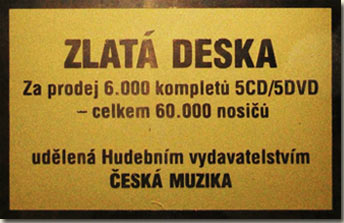 ZLATÁ DESKA
Za prodej 6.000 kompletů 5CD/5DVD
– celkem 60.000 nosičů
udělená Hudebním vydavatelstvím
ČESKÁ MUZIKA